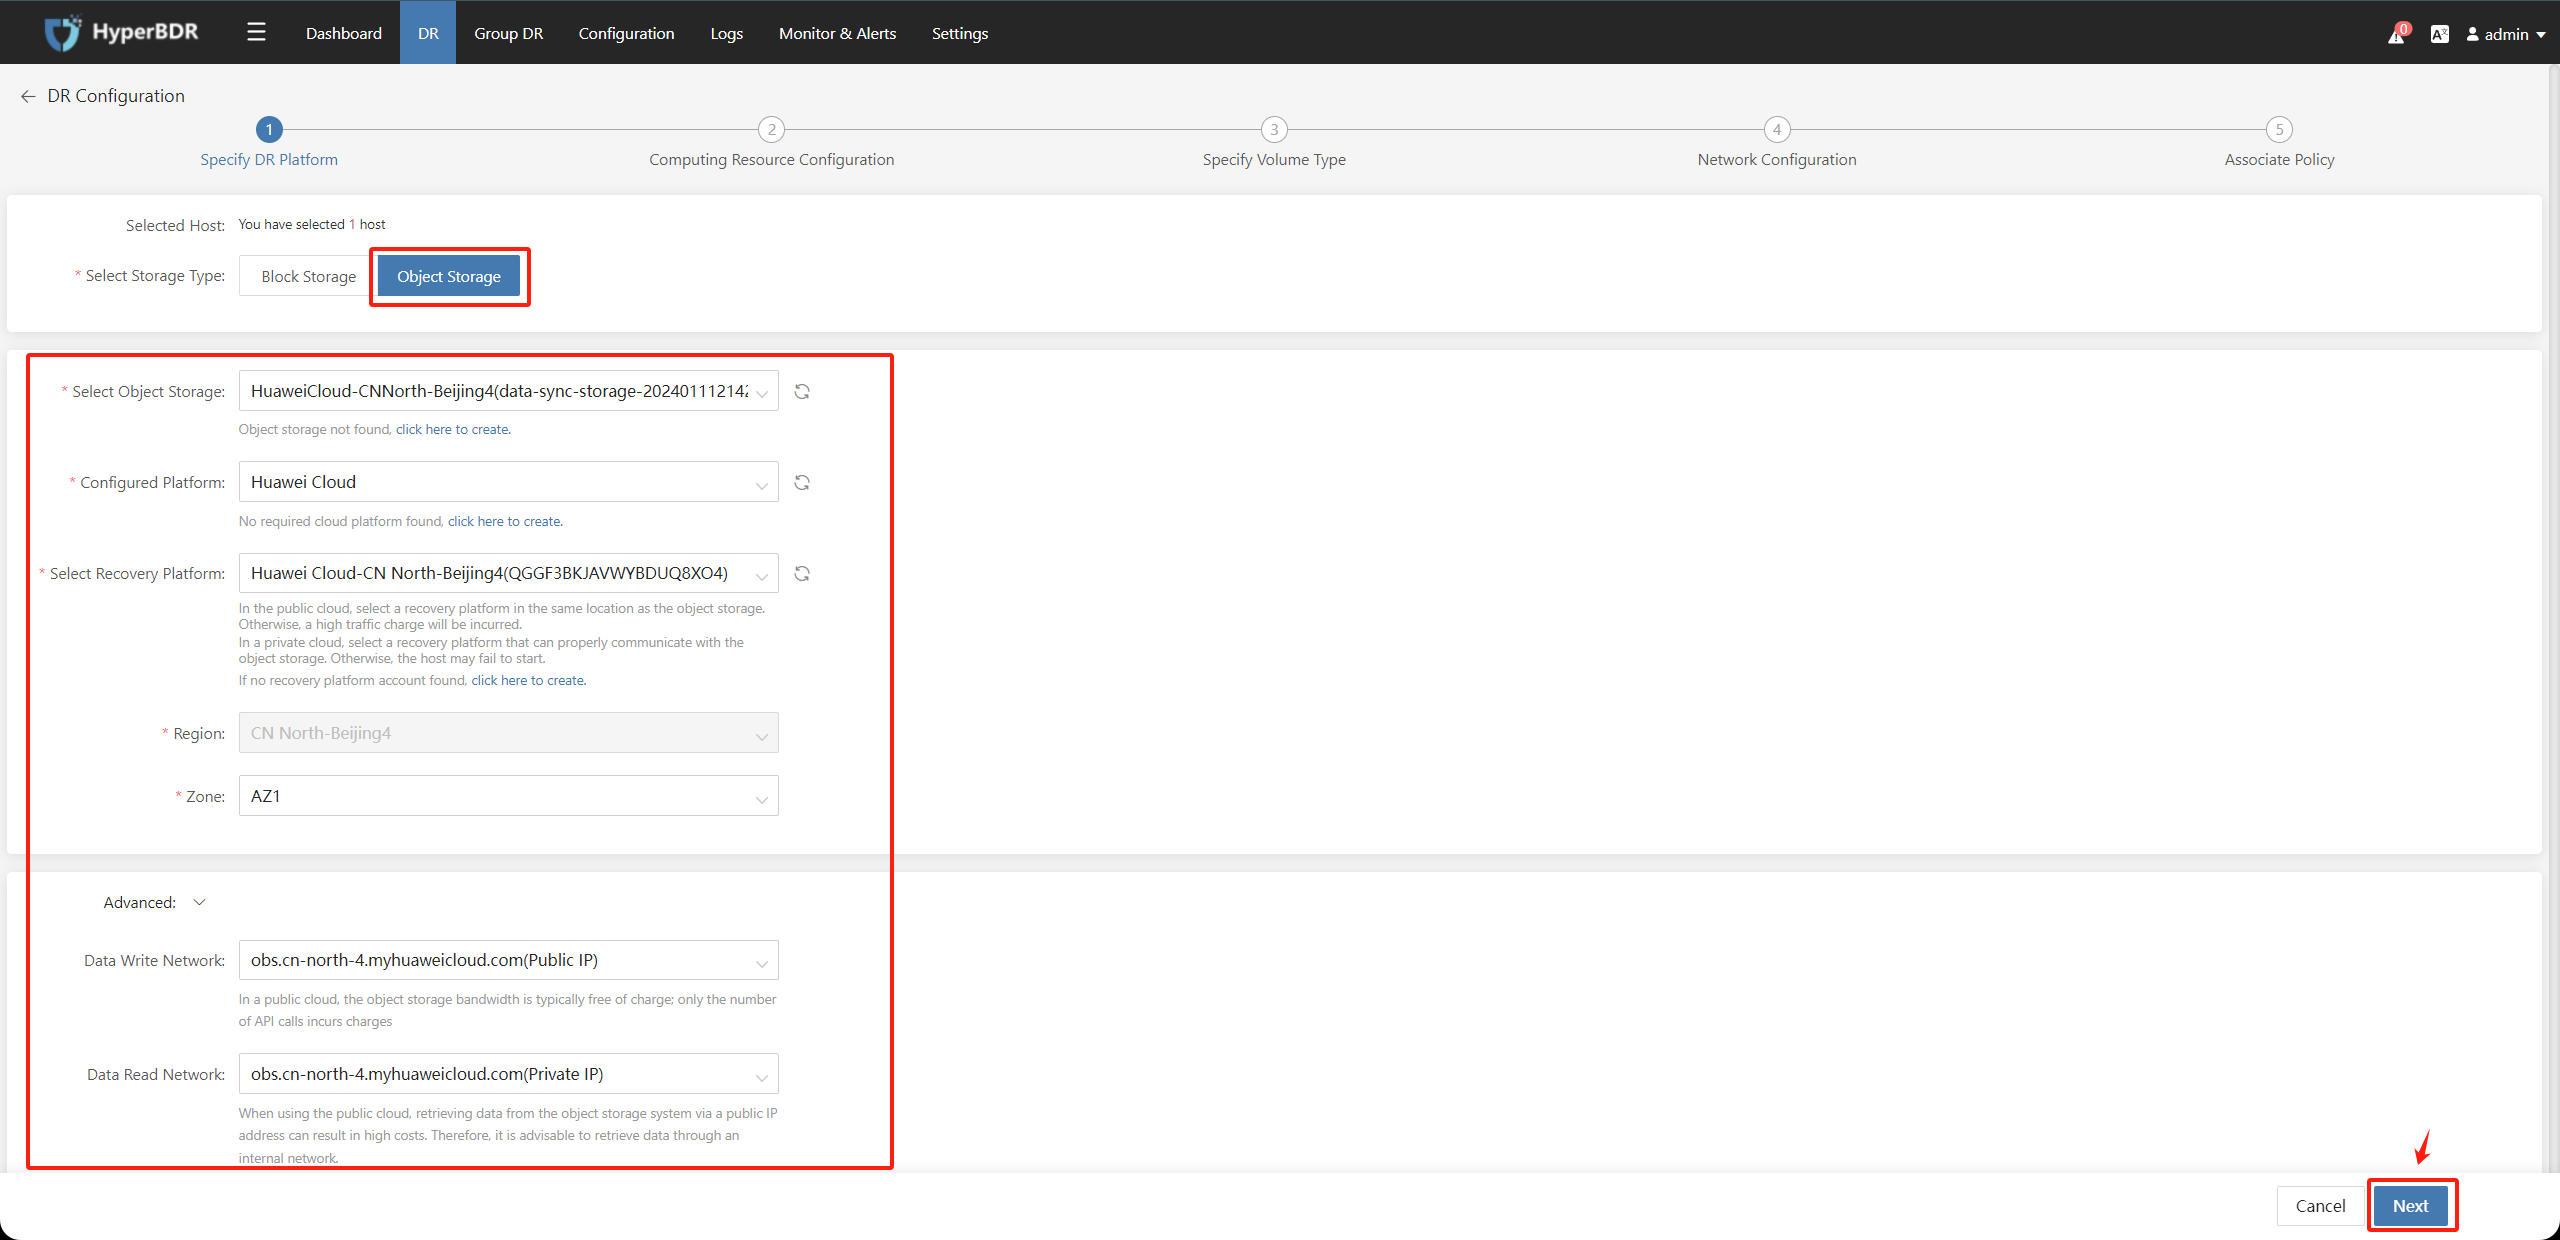 HyperBDR
Dashboard
DR
Group DR
Configuration
Logs
Monitor & Alerts
Settings
0
admin
DR Configuration
1
2
3
4
5
Specify DR Platform
Computing Resource Configuration
Specify Volume Type
Network Configuration
Associate Policy
Selected Host: You have selected 1 host
* Select Storage Type: Block Storage Object Storage
* Select Object Storage: HuaweiCloud-CNNorth-Beijing4(data-sync-storage-202401112142
Object storage not found, click here to create.
* Configured Platform: Huawei Cloud
No required cloud platform found, click here to create.
* Select Recovery Platform: Huawei Cloud-CN North-Beijing4(QGGF3BKJAVWYBDUQ8XO4)
In the public cloud, select a recovery platform in the same location as the object storage.
Otherwise, a high traffic charge will be incurred.
In a private cloud, select a recovery platform that can properly communicate with the
object storage. Otherwise, the host may fail to start.
If no recovery platform account found, click here to create.
* Region: CN North-Beijing4
* Zone: AZ1
Advanced:
Data Write Network: obs.cn-north-4.myhuaweicloud.com(Public IP)
In a public cloud, the object storage bandwidth is typically free of charge; only the number
of API calls incurs charges
Data Read Network: obs.cn-north-4.myhuaweicloud.com(Private IP)
When using the public cloud, retrieving data from the object storage system via a public IP
address can result in high costs. Therefore, it is advisable to retrieve data through an
internal network.
Cancel
Next